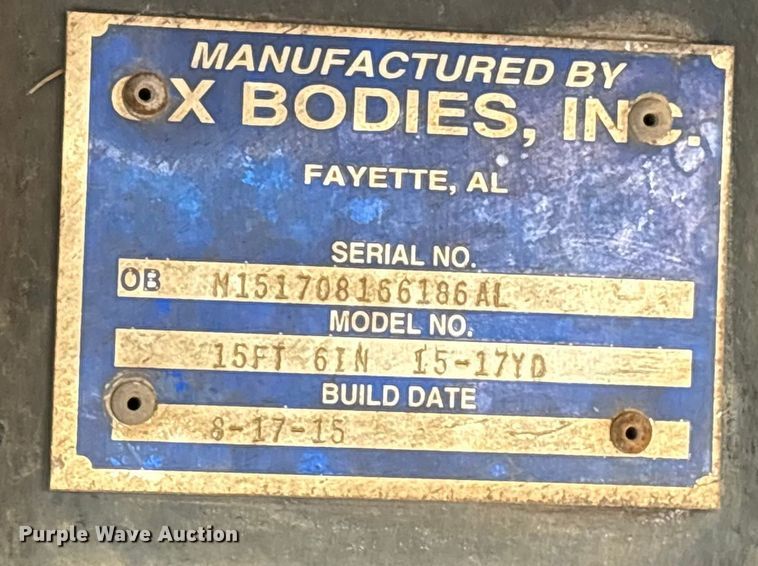 MANUFACTURED BY
OX BODIES, INC.
FAYETTE, AL
SERIAL NO.
OB M151708166186AL
MODEL NO.
15FT 6IN 15-17YD
BUILD DATE
8-17-15
Purple Wave Auction